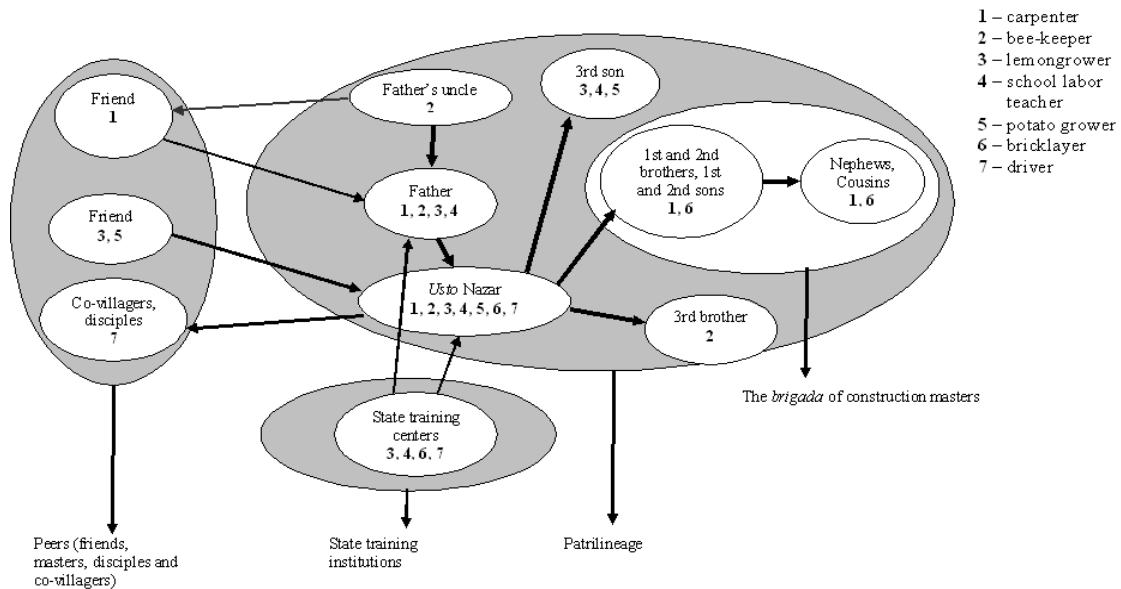 1 – carpenter
2 – bee-keeper
3 – lemongrower
4 – school labor
teacher
5 – potato grower
6 – bricklayer
7 – driver
Friend
1
Father's uncle
2
3rd son
3, 4, 5
1st and 2nd
brothers, 1st
and 2nd sons
1, 6
Nephews,
Cousins
1, 6
Father
1, 2, 3, 4
Friend
3, 5
Usto Nazar
1, 2, 3, 4, 5, 6, 7
Co-villagers,
disciples
7
3rd brother
2
The brigada of construction masters
State training
centers
3, 4, 6, 7
Peers (friends,
masters, disciples and
co-villagers)
State training
institutions
Patrilineage